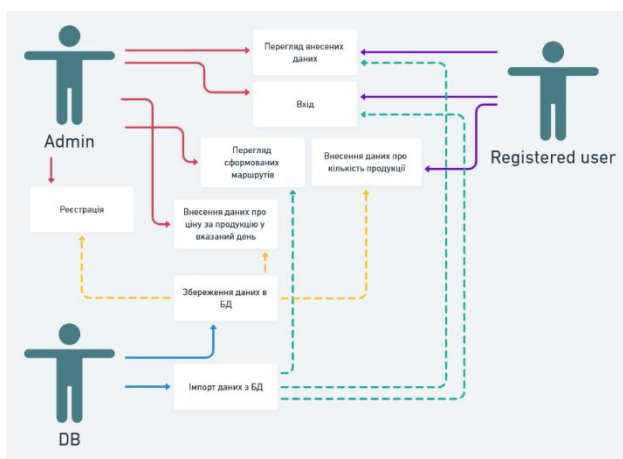 Перегляд внесених
даних
Вхід
Admin
Registered user
Перегляд
сформованих
маршрутів
Внесення даних про
кількість продукції
Реєстрація
Внесення даних про
ціну за продукцію у
вказаний день
Збереження даних в
БД
Імпорт даних з БД
DB